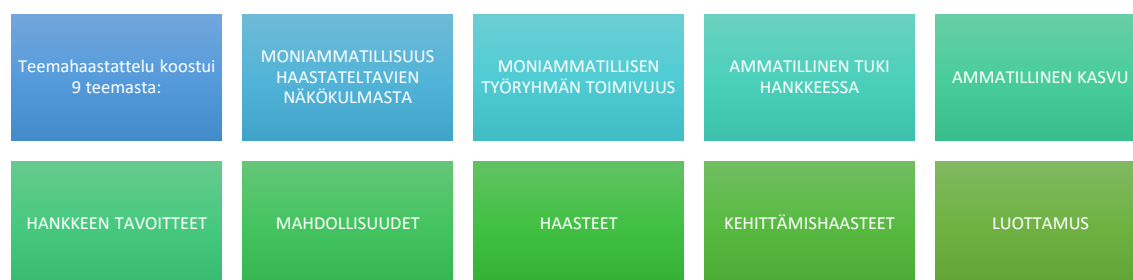 Teemahaastattelu koostui
9 teemasta:
MONIAMMATILLISUUS
HAASTATELTAVIEN
NÄKÖKULMASTA
MONIAMMATILLISEN
TYÖRYHMÄN TOIMIVUUS
AMMATILLINEN TUKI
HANKKEESSA
AMMATILLINEN KASVU
HANKKEEN TAVOITTEET
MAHDOLLISUUDET
HAASTEET
KEHITTÄMISHAASTEET
LUOTTAMUS